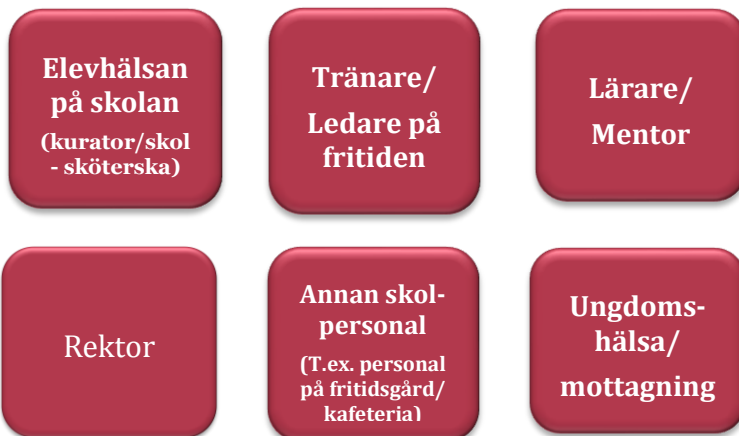 Elevhälsan
på skolan
(kurator/skol
- sköterska)
Tränare/
Ledare på
fritiden
Lärare/
Mentor
Rektor
Annan skol-
personal
(T.ex. personal
på fritidsgård/
kafeteria)
Ungdoms-
hälsa/
mottagning